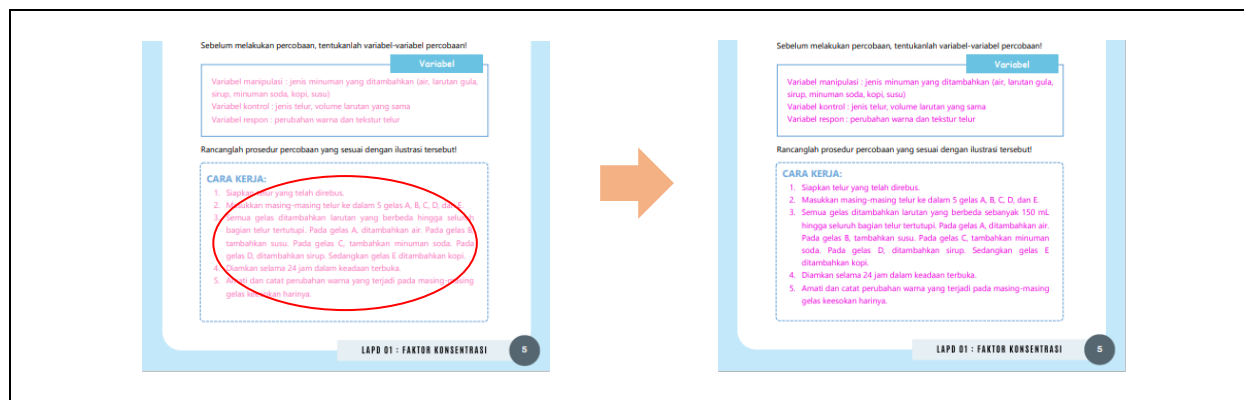 Sebelum melakukan percobaan, tentukanlah variabel-variabel percobaan!
Variabel
Variabel manipulasi : jenis minuman yang ditambahkan (air, larutan gula,
sirup, minuman soda, kopi, susu)
Variabel kontrol : jenis telur, volume larutan yang sama
Variabel respon : perubahan warna dan tekstur telur
Rancanglah prosedur percobaan yang sesuai dengan ilustrasi tersebut!
CARA KERJA:
1. Siapkan telur yang telah direbus.
2. Masukkan masing-masing telur ke dalam 5 gelas A, B, C, D, dan E.
3. Semua gelas ditambahkan larutan yang berbeda hingga seluruh
bagian telur tertutupi. Pada gelas A, ditambahkan air. Pada gelas B,
tambahkan susu. Pada gelas C, tambahkan minuman soda. Pada
gelas D, ditambahkan sirup. Sedangkan gelas E ditambahkan kopi.
4. Diamkan selama 24 jam dalam keadaan terbuka.
5. Amati dan catat perubahan warna yang terjadi pada masing-masing
gelas keesokan harinya.
LAPD 01 : FAKTOR KONSENTRASI
5
Sebelum melakukan percobaan, tentukanlah variabel-variabel percobaan!
Variabel
Variabel manipulasi : jenis minuman yang ditambahkan (air, larutan gula,
sirup, minuman soda, kopi, susu)
Variabel kontrol : jenis telur, volume larutan yang sama
Variabel respon : perubahan warna dan tekstur telur
Rancanglah prosedur percobaan yang sesuai dengan ilustrasi tersebut!
CARA KERJA:
1. Siapkan telur yang telah direbus.
2. Masukkan masing-masing telur ke dalam 5 gelas A, B, C, D, dan E.
3. Semua gelas ditambahkan larutan yang berbeda sebanyak 150 mL
hingga seluruh bagian telur tertutupi. Pada gelas A, ditambahkan air.
Pada gelas B, tambahkan susu. Pada gelas C, tambahkan minuman
soda. Pada gelas D, ditambahkan sirup. Sedangkan gelas E
ditambahkan kopi.
4. Diamkan selama 24 jam dalam keadaan terbuka.
5. Amati dan catat perubahan warna yang terjadi pada masing-masing
gelas keesokan harinya.
LAPD 01 : FAKTOR KONSENTRASI
5